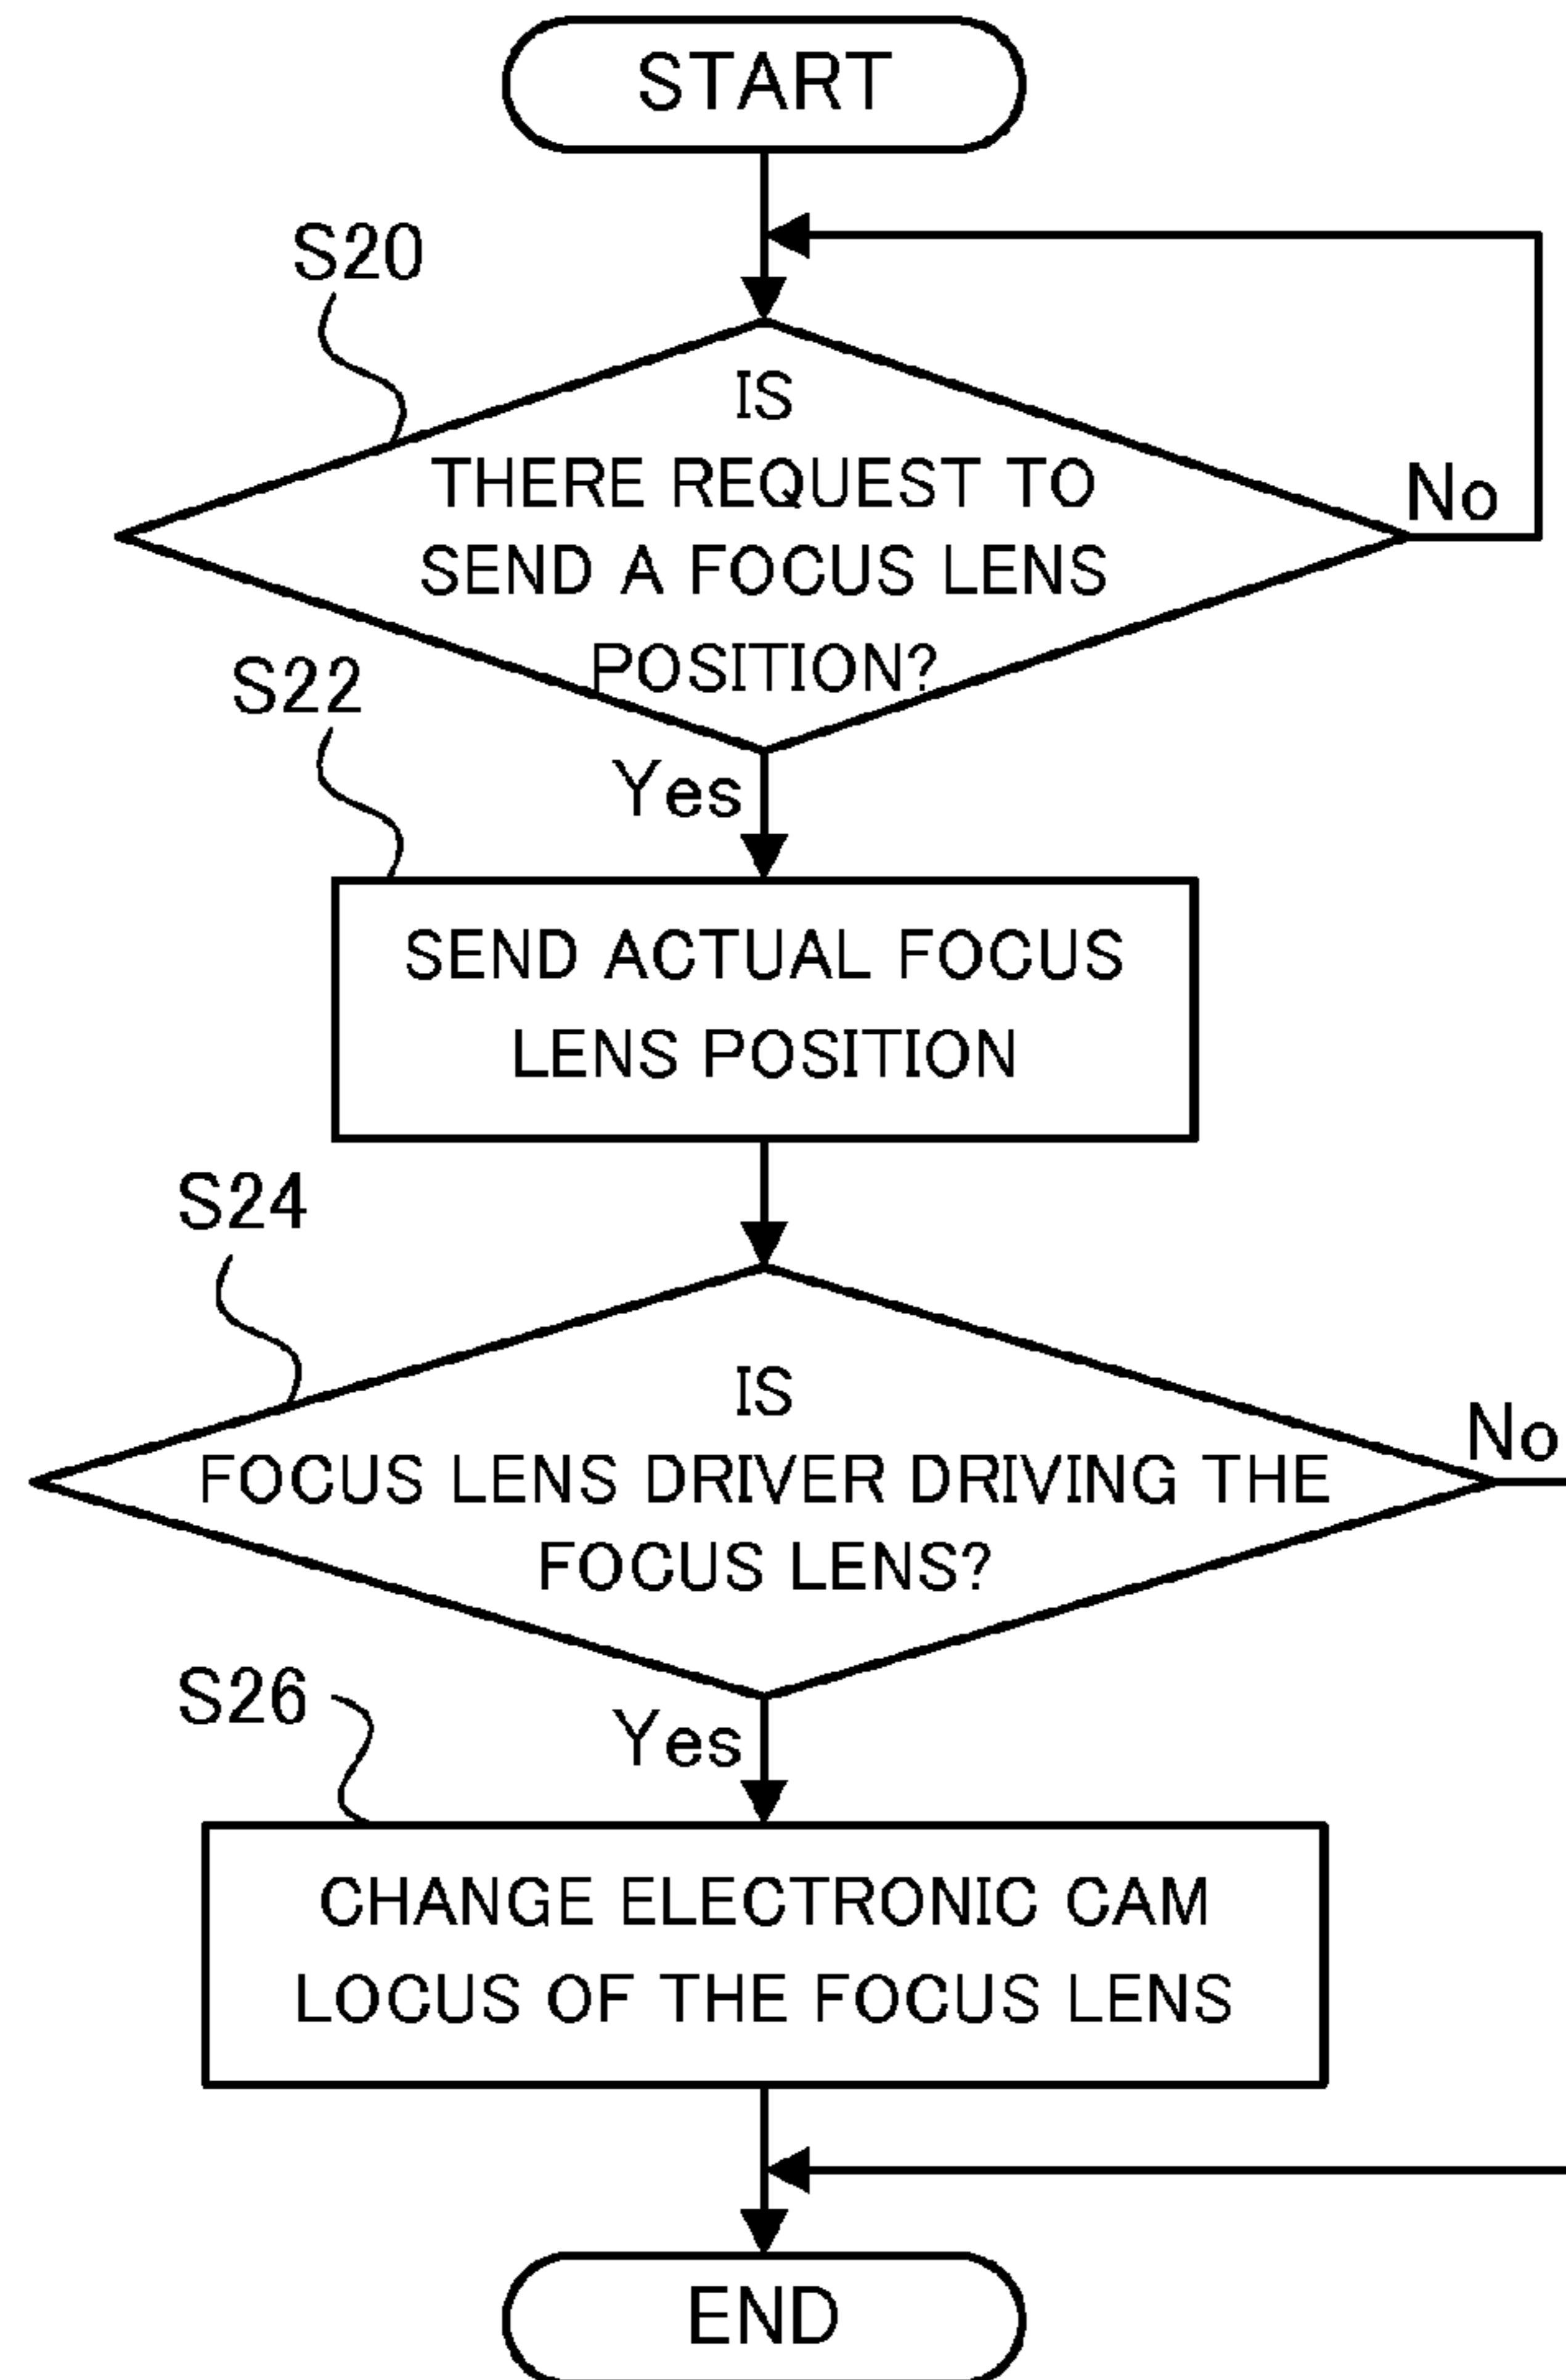 START
S20
IS
THERE REQUEST TO
SEND A FOCUS LENS
POSITION?
No
S22
Yes
SEND ACTUAL FOCUS
LENS POSITION
S24
IS
FOCUS LENS DRIVER DRIVING THE
FOCUS LENS?
No
S26
Yes
CHANGE ELECTRONIC CAM
LOCUS OF THE FOCUS LENS
END